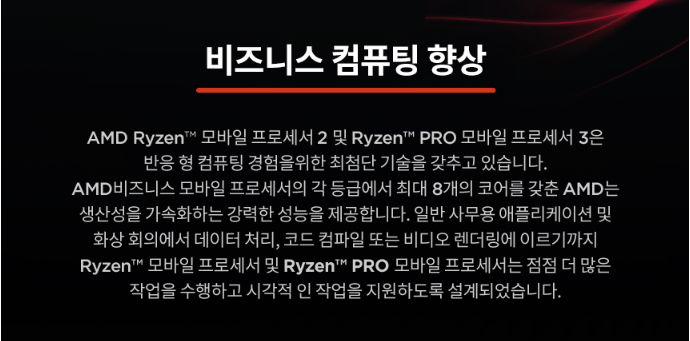 비즈니스 컴퓨팅 향상
AMD Ryzen™ 모바일 프로세서 2 및 Ryzen™ PRO 모바일 프로세서 3은
반응 형 컴퓨팅 경험을위한 최첨단 기술을 갖추고 있습니다.
AMD비즈니스 모바일 프로세서의 각 등급에서 최대 8개의 코어를 갖춘 AMD는
생산성을 가속화하는 강력한 성능을 제공합니다. 일반 사무용 애플리케이션 및
화상 회의에서 데이터 처리, 코드 컴파일 또는 비디오 렌더링에 이르기까지
Ryzen™ 모바일 프로세서 및 Ryzen™ PRO 모바일 프로세서는 점점 더 많은
작업을 수행하고 시각적 인 작업을 지원하도록 설계되었습니다.